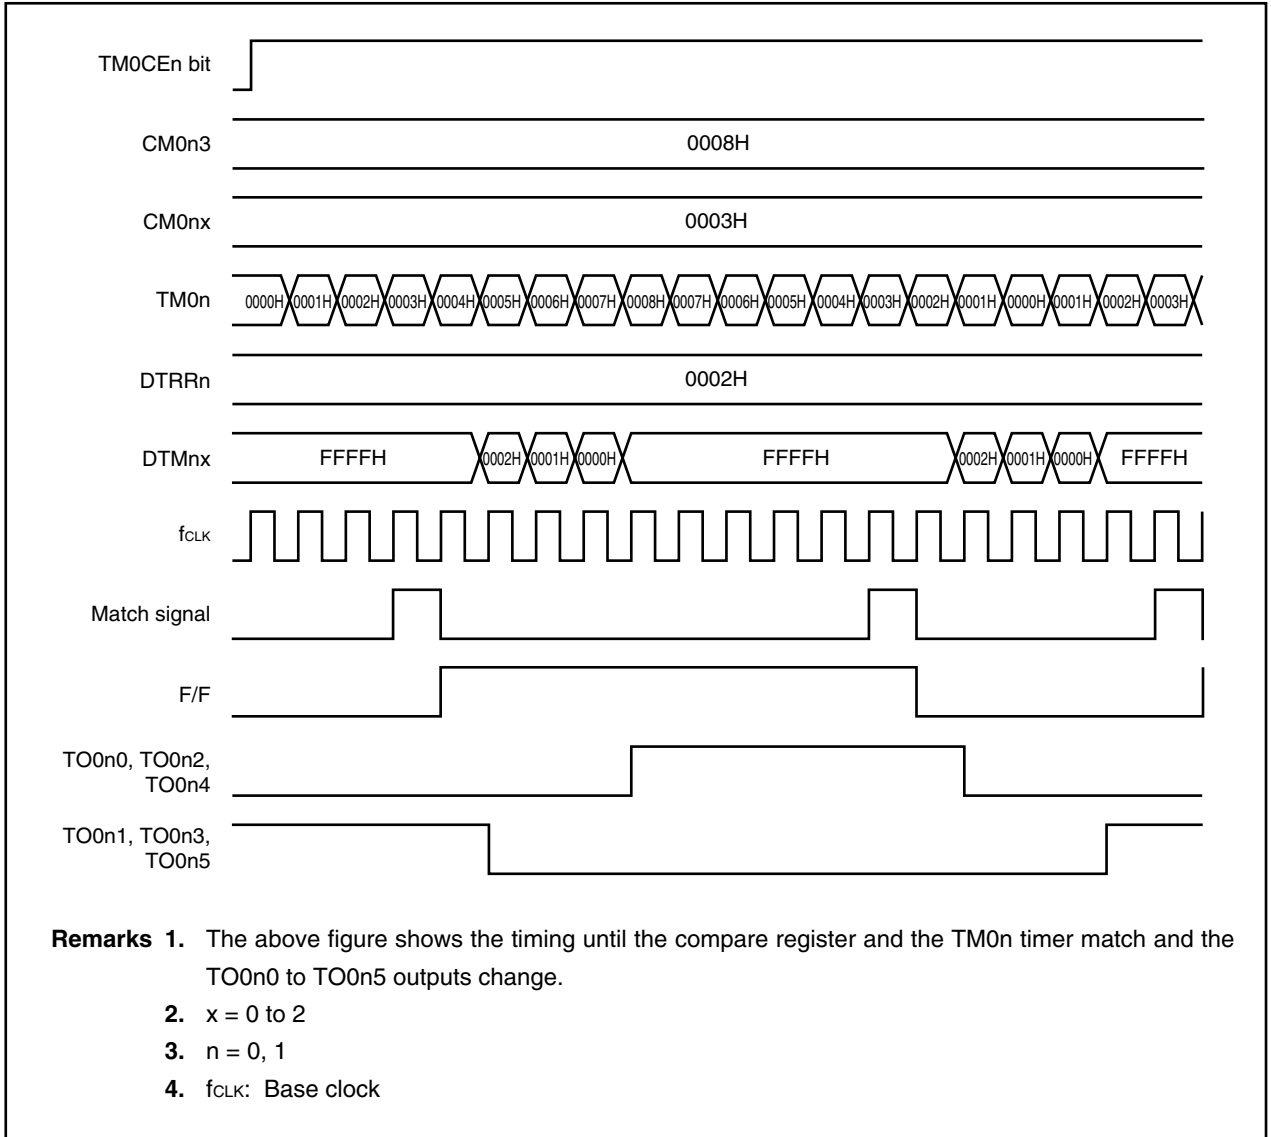 TM0CEn bit
CM0n3
0008H
CM0nx
0003H
TM0n
0000H 0001H 0002H 0003H 0004H 0005H 0006H 0007H 0008H 0007H 0006H 0005H 0004H 0003H 0002H 0001H 0000H 0001H 0002H 0003H
DTRRn
0002H
DTMnx
FFFFH 0002H 0001H 0000H FFFFH 0002H 0001H 0000H FFFFH
fCLK
Match signal
F/F
TO0n0, TO0n2,
TO0n4
TO0n1, TO0n3,
TO0n5
Remarks 1. The above figure shows the timing until the compare register and the TM0n timer match and the
TO0n0 to TO0n5 outputs change.
2. x = 0 to 2
3. n = 0, 1
4. fCLK: Base clock